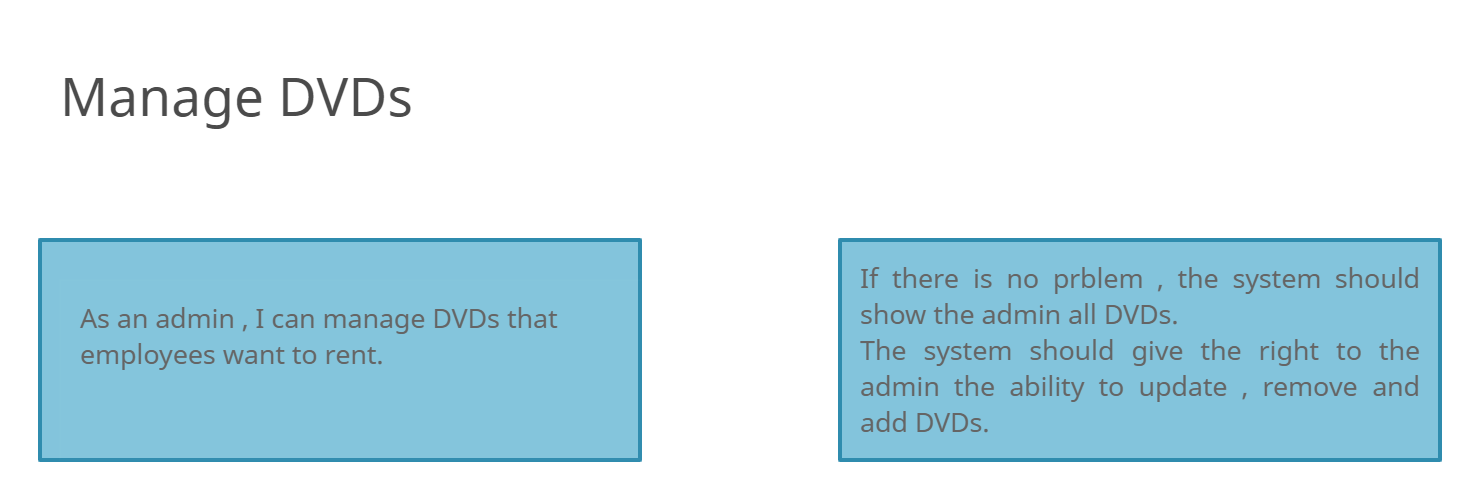 Manage DVDs
As an admin , I can manage DVDs that
employees want to rent.
If there is no prblem , the system should
show the admin all DVDs.
The system should give the right to the
admin the ability to update , remove and
add DVDs.